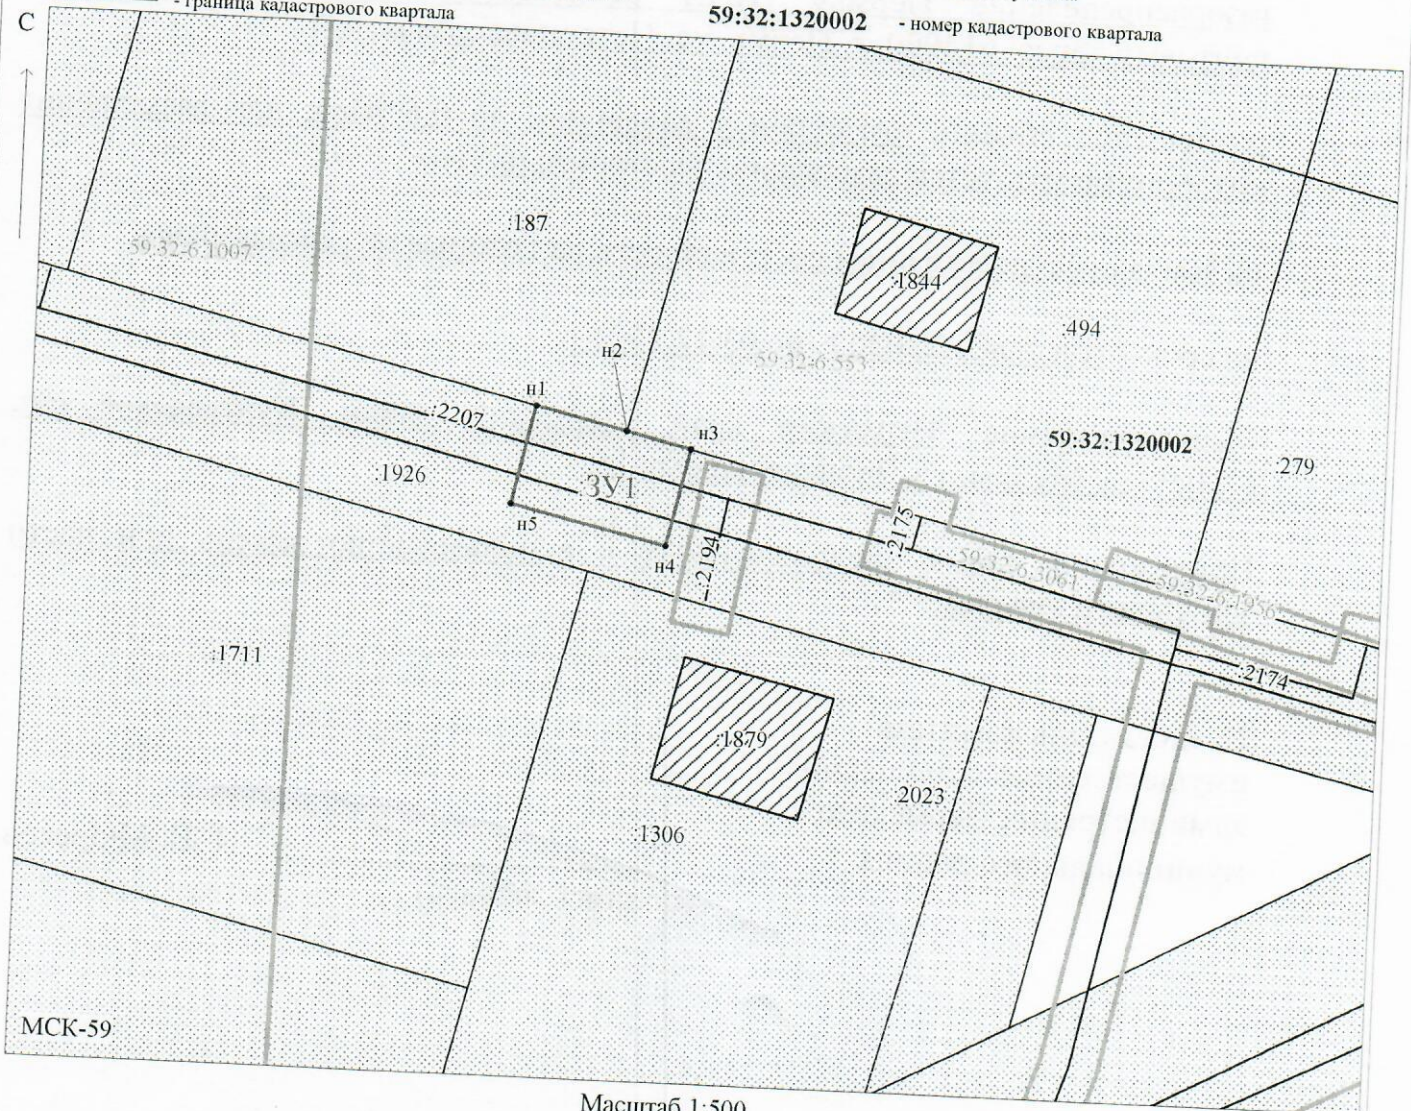 - граница кадастрового квартала
59:32:1320002 - номер кадастрового квартала
С
:187
59:32-6.1007
:1844
:494
н2
59:32-6.553
н1
:2207
н3
59:32:1320002
:279
:1926
:ЗУ1
н5
:2175
н4
:2194
59:32-6.3061
59:32-6.1956
:1711
:2174
:1879
:2023
:1306
МСК-59
Масштаб 1:500